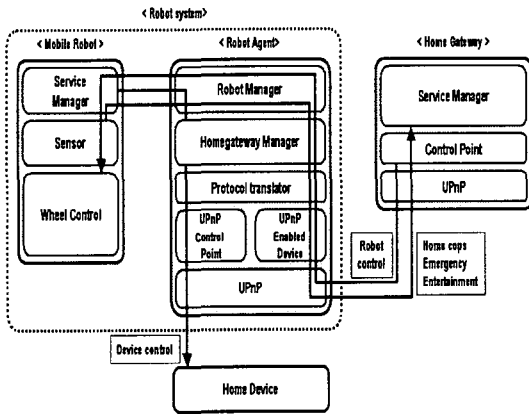 < Robot system>
< Mobile Robot>
Service
Manager
Sensor
Wheel Control
< Robot Agent>
Robot Manager
Homegateway Manager
Protocol translator
UPnP
Control
Point
UPnP
Enabled
Device
UPnP
< Home Gateway >
Service Manager
Control Point
UPnP
Robot
control
Home cops
Emergency
Entertainment
Device control
Home Device